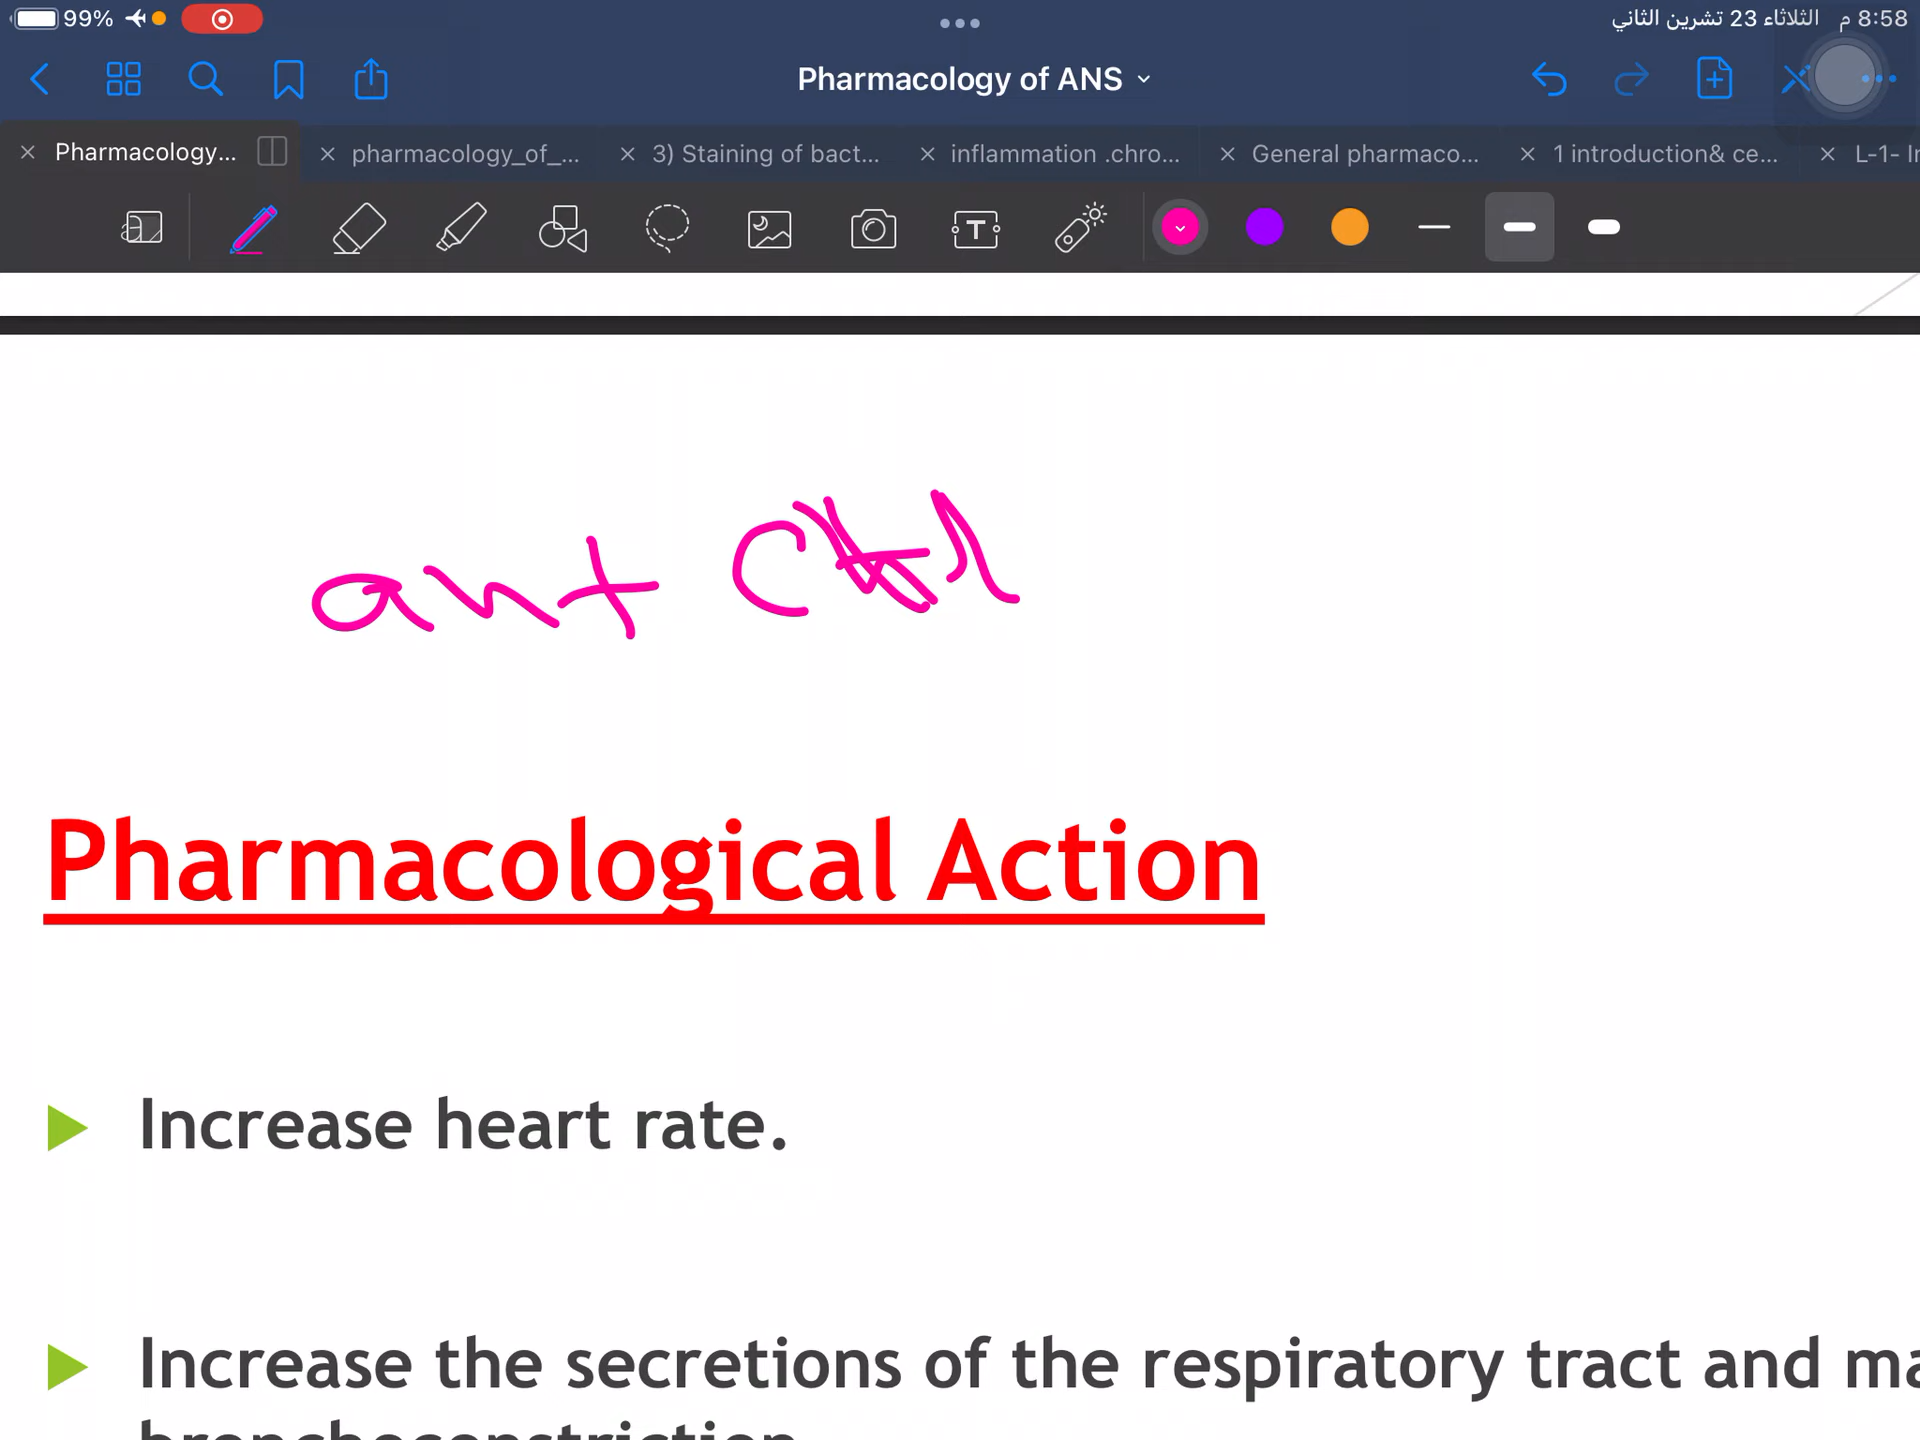 99% 8:58 م الثلاثاء 23 تشرين الثاني
Pharmacology of ANS
Pharmacology... pharmacology_of_... 3) Staining of bact... inflammation .chro... General pharmaco... 1 introduction& ce... L-1- In
ant
Pharmacological Action
Increase heart rate.
Increase the secretions of the respiratory tract and ma
bronchoconstriction